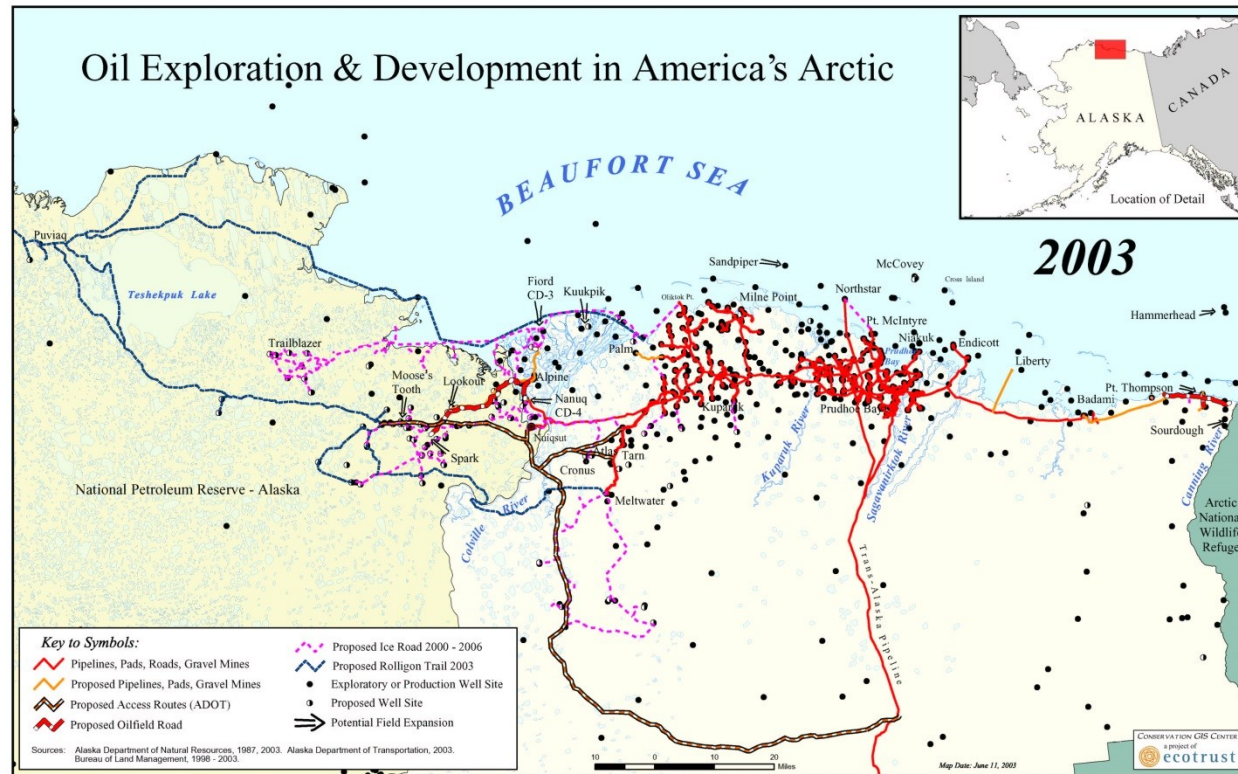 Oil Exploration & Development in America's Arctic
CANADA
ALASKA
Location of Detail
BEAUFORT SEA
2003
Puviaq
Teshekpuk Lake
Sandpiper
McCovey
Cross Island
Hammerhead
Fiord
CD-3
Kuukpik
Oliktok Pt.
Milne Point
Northstar
Pt. McIntyre
Niakuk
Prudhoe
Bay
Endicott
Liberty
Trailblazer
Moose's
Tooth
Lookout
Palm
Alpine
Nanuq
CD-4
Kuparuk
Prudhoe Bay
Badami
Pt. Thompson
Sourdough
Nuiqsut
Atlas
Tarn
Cronus
Spark
Meltwater
National Petroleum Reserve - Alaska
Colville River
Kuparuk River
Sagavanirktok River
Canning River
Arctic
National
Wildlife
Refuge
Trans-Alaska Pipeline
Key to Symbols:
Pipelines, Pads, Roads, Gravel Mines
Proposed Pipelines, Pads, Gravel Mines
Proposed Access Routes (ADOT)
Proposed Oilfield Road
Proposed Ice Road 2000 - 2006
Proposed Rolligon Trail 2003
Exploratory or Production Well Site
Proposed Well Site
Potential Field Expansion
Sources: Alaska Department of Natural Resources, 1987, 2003. Alaska Department of Transportation, 2003.
Bureau of Land Management, 1998 - 2003.
10 0 10 20
Miles
Map Date: June 11, 2003
CONSERVATION GIS CENTER
a project of
ecotrust